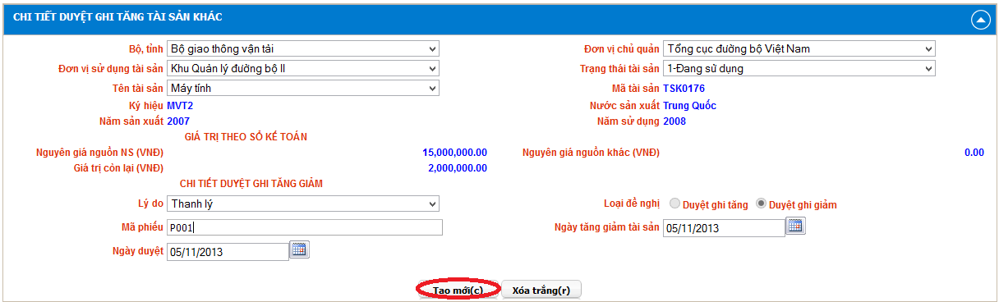 CHI TIẾT DUYỆT GHI TĂNG TÀI SẢN KHÁC
Bộ, tỉnh Bộ giao thông vận tải Đơn vị chủ quản Tổng cục đường bộ Việt Nam
Đơn vị sử dụng tài sản Khu Quản lý đường bộ II Trạng thái tài sản 1-Đang sử dụng
Tên tài sản Máy tính Mã tài sản TSK0176
Ký hiệu MVT2 Nước sản xuất Trung Quốc
Năm sản xuất 2007 Năm sử dụng 2008
GIÁ TRỊ THEO SỔ KẾ TOÁN
Nguyên giá nguồn NS (VNĐ) 15,000,000.00 Nguyên giá nguồn khác (VNĐ) 0.00
Giá trị còn lại (VNĐ) 2,000,000.00
CHI TIẾT DUYỆT GHI TĂNG GIẢM
Lý do Thanh lý Loại đề nghị Duyệt ghi tăng Duyệt ghi giảm
Mã phiếu P001 Ngày tăng giảm tài sản 05/11/2013
Ngày duyệt 05/11/2013
Tạo mới(c) Xóa trắng(r)